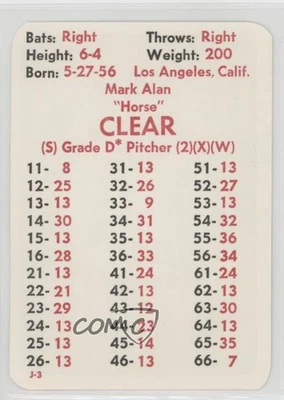 Bats: Right Throws: Right
Height: 6-4 Weight: 200
Born: 5-27-56 Los Angeles, Calif.
Mark Alan
"Horse"
CLEAR
(S) Grade D* Pitcher (2)(X)(W)
11- 8 31- 13 51- 13
12- 25 32- 26 52- 27
13- 13 33- 9 53- 13
14- 30 34- 31 54- 32
15- 13 35- 13 55- 13
16- 28 36- 33 56- 13
21- 13 41- 24 61- 13
22- 21 42- 13 62- 13
23- 29 43- 12 63- 30
24- 13 44- 23 64- 13
25- 13 45- 14 65- 35
26- 13 46- 13 66- 7
J-3